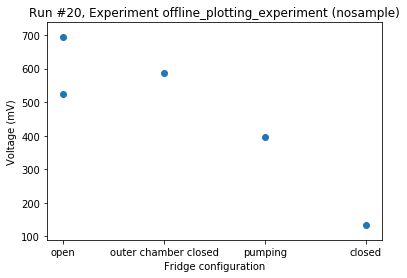 Run #20, Experiment offline_plotting_experiment (nosample)
700
600
500
400
300
200
100
Voltage (mV)
open
outer chamber closed
pumping
closed
Fridge configuration